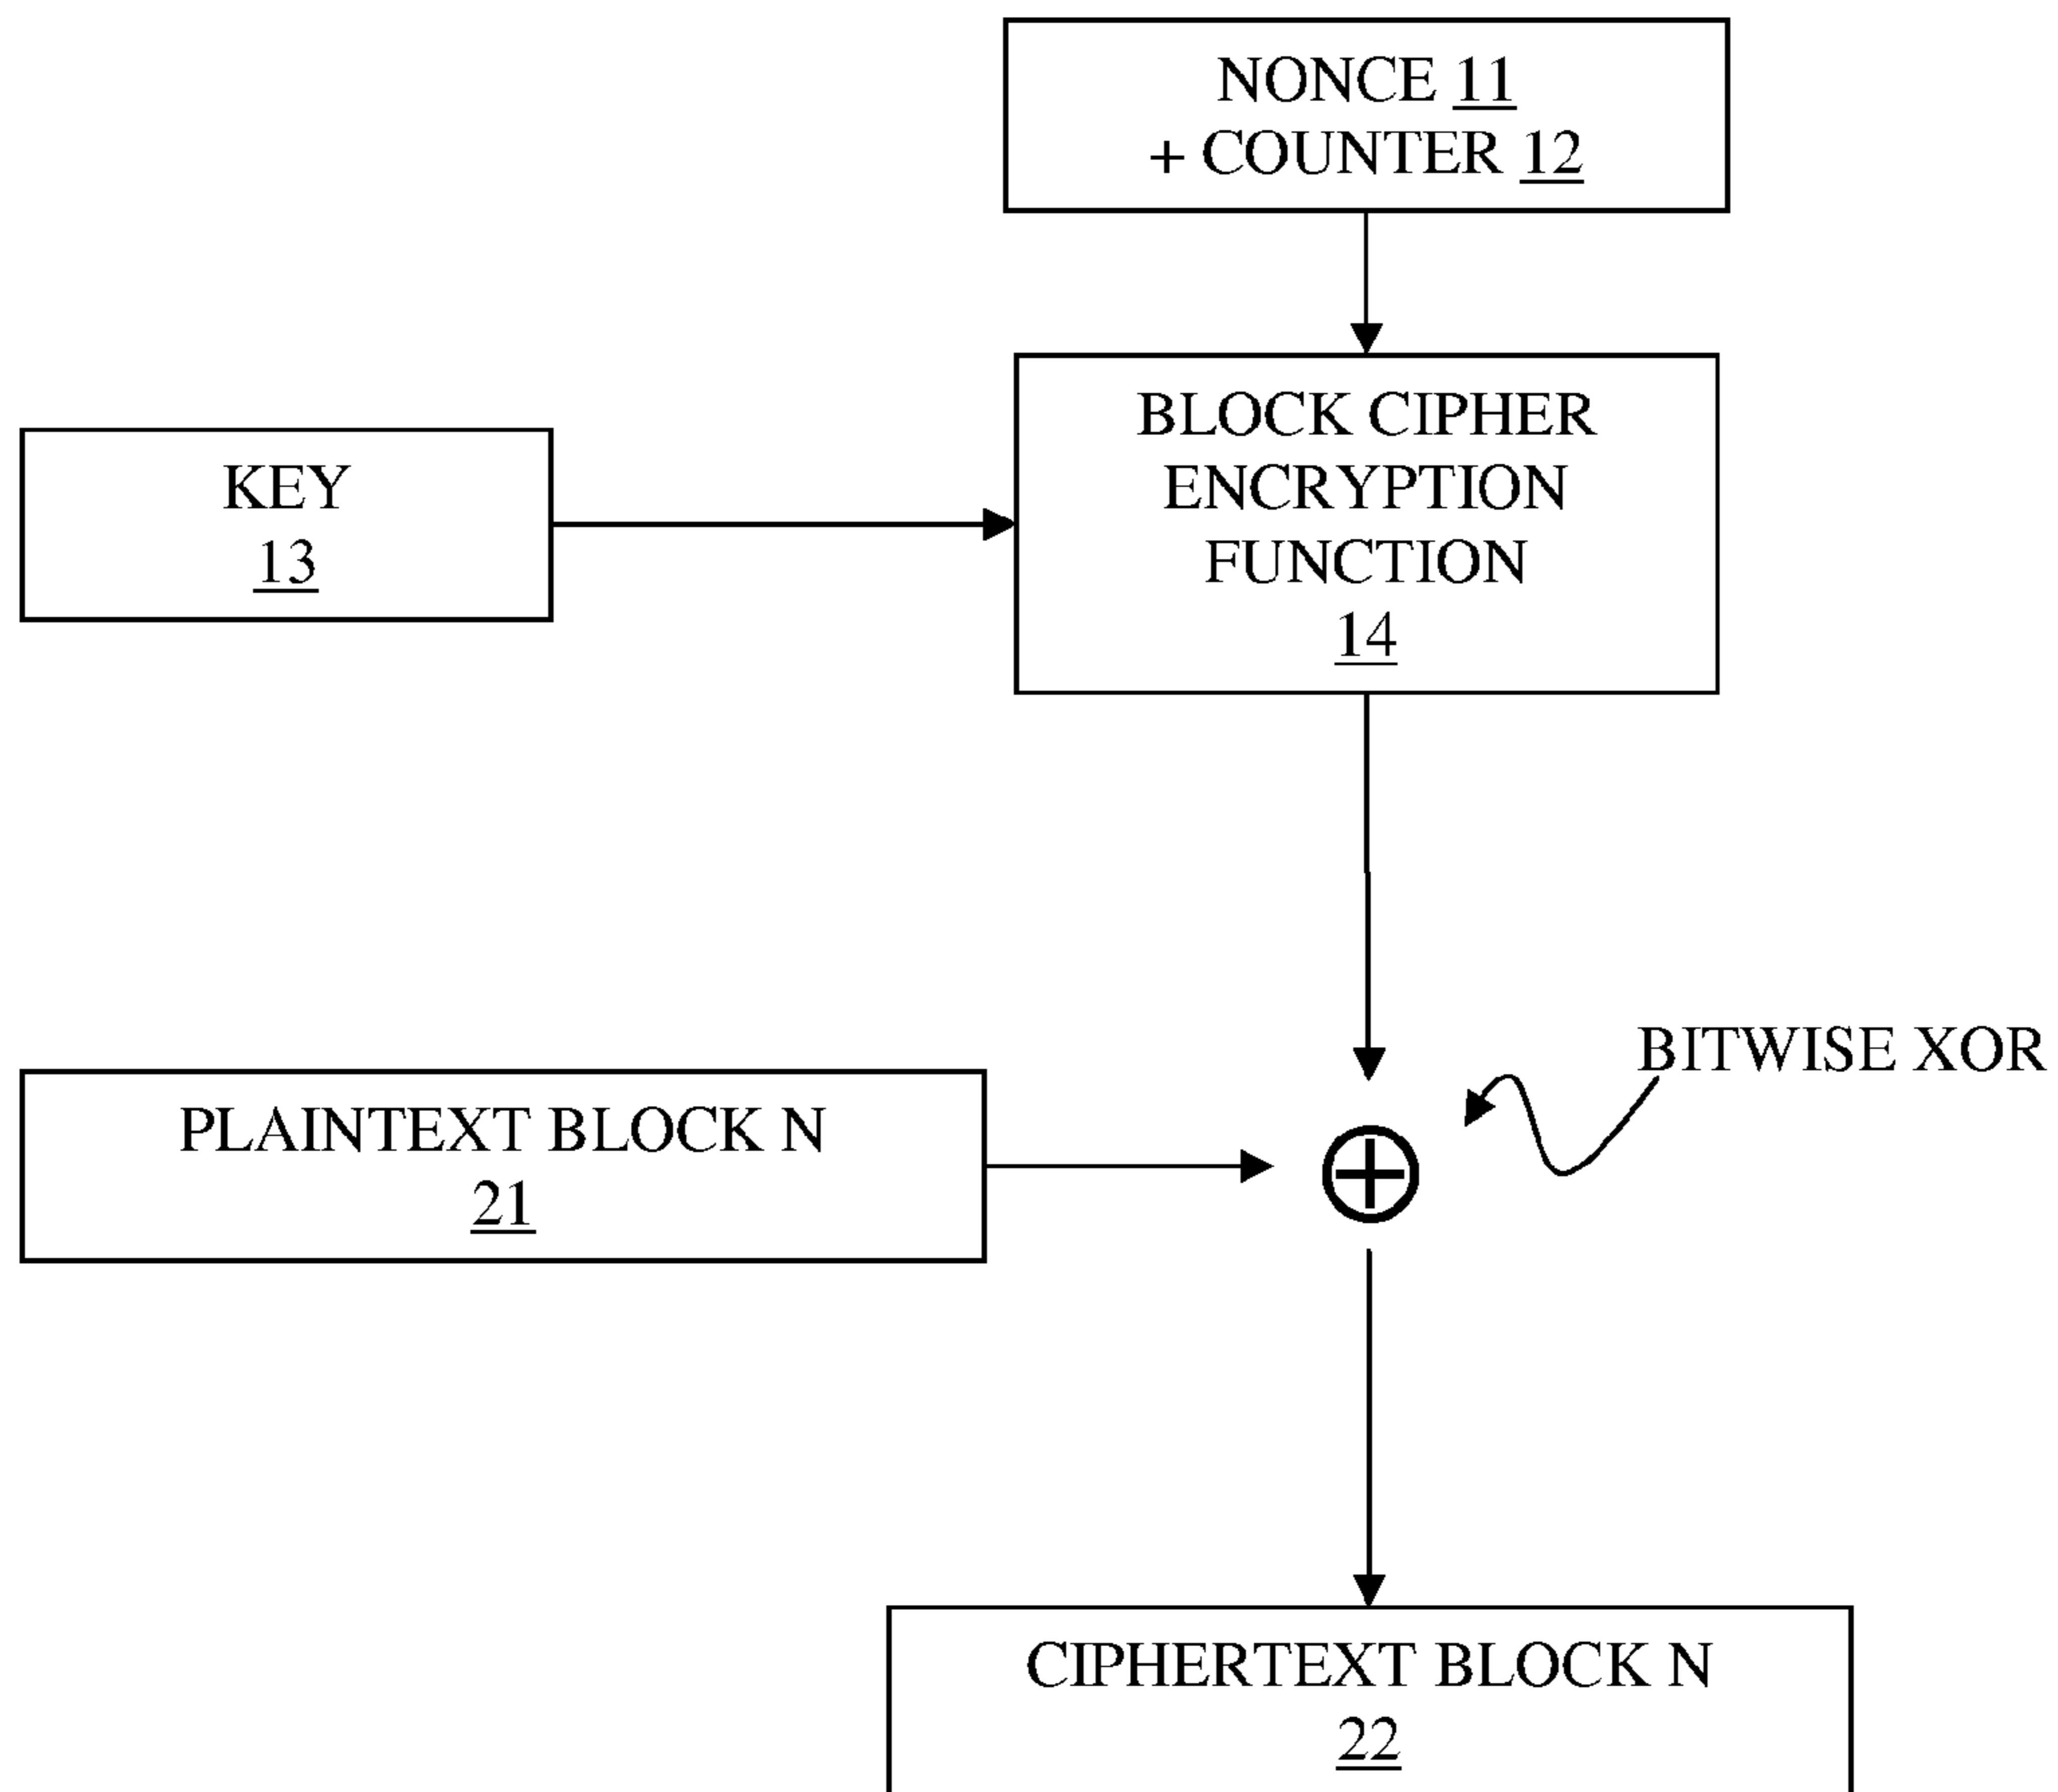 NONCE 11
+ COUNTER 12
BLOCK CIPHER
ENCRYPTION
FUNCTION
14
KEY
13
BITWISE XOR
PLAINTEXT BLOCK N
21
CIPHERTEXT BLOCK N
22